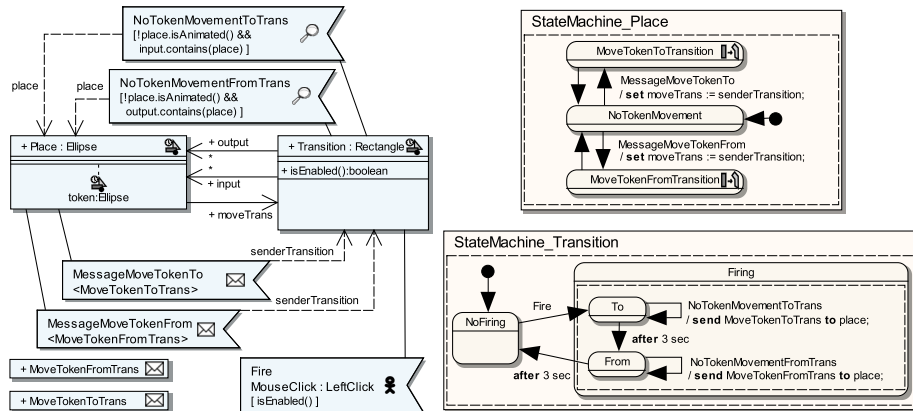 NoTokenMovementToTrans
[!place.isAnimated() &&
input.contains(place) ]
place
place
NoTokenMovementFromTrans
[!place.isAnimated() &&
output.contains(place) ]
+ Place : Ellipse
token:Ellipse
+ output
*
*
+ input
+ moveTrans
+ Transition : Rectangle
+ isEnabled():boolean
senderTransition
MessageMoveTokenTo
<MoveTokenToTrans>
senderTransition
MessageMoveTokenFrom
<MoveTokenFromTrans>
+ MoveTokenFromTrans
+ MoveTokenToTrans
Fire
MouseClick : LeftClick
[ isEnabled() ]
StateMachine_Place
MoveTokenToTransition
MessageMoveTokenTo
/ set moveTrans := senderTransition;
NoTokenMovement
MessageMoveTokenFrom
/ set moveTrans := senderTransition;
MoveTokenFromTransition
StateMachine_Transition
Firing
NoFiring
Fire
To
NoTokenMovementToTrans
/ send MoveTokenToTrans to place;
after 3 sec
From
NoTokenMovementFromTrans
/ send MoveTokenFromTrans to place;
after 3 sec